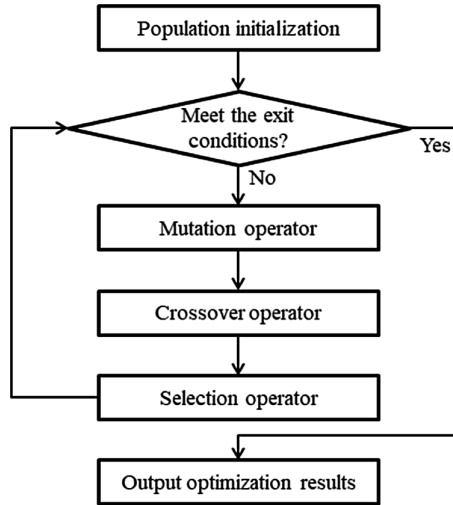 Population initialization
Meet the exit
conditions?
Yes
No
Mutation operator
Crossover operator
Selection operator
Output optimization results